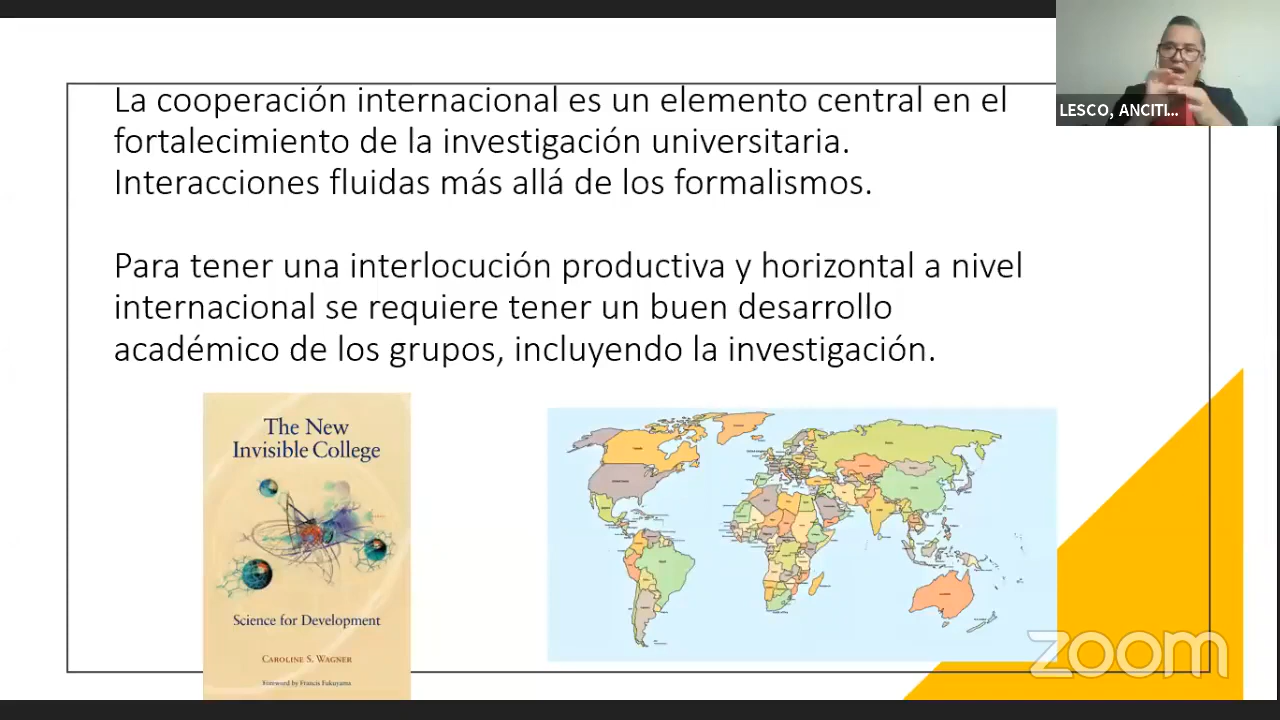 La cooperación internacional es un elemento central en el
fortalecimiento de la investigación universitaria.
Interacciones fluidas más allá de los formalismos.
Para tener una interlocución productiva y horizontal a nivel
internacional se requiere tener un buen desarrollo
académico de los grupos, incluyendo la investigación.
LESCO, ANCITI...
The New
Invisible College
Science for Development
CAROLINE S. WAGNER
Foreword by Francis Fukuyama
zoom